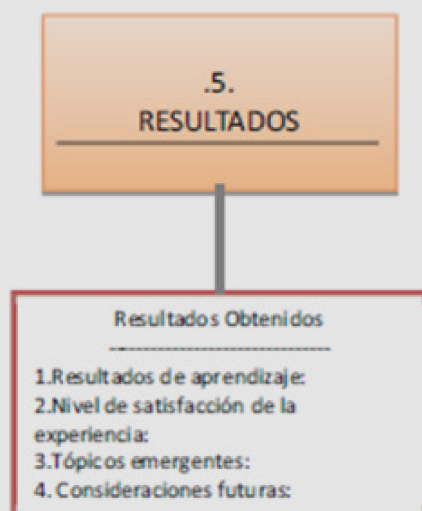 .5.
RESULTADOS
Resultados Obtenidos
--------------------------------
1.Resultados de aprendizaje:
2.Nivel de satisfacción de la
experiencia:
3.Tópicos emergentes:
4. Consideraciones futuras: